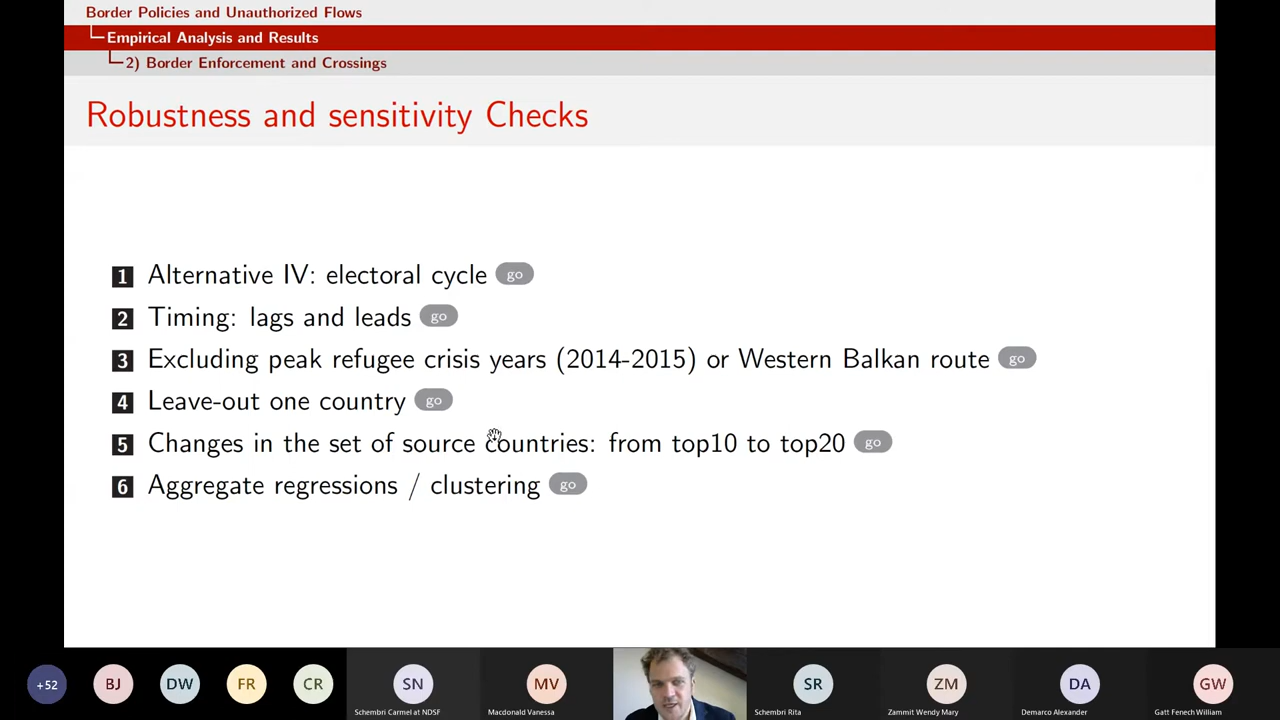 Border Policies and Unauthorized Flows
Empirical Analysis and Results
2) Border Enforcement and Crossings
Robustness and sensitivity Checks
1 Alternative IV: electoral cycle go
2 Timing: lags and leads go
3 Excluding peak refugee crisis years (2014-2015) or Western Balkan route go
4 Leave-out one country go
5 Changes in the set of source countries: from top10 to top20 go
6 Aggregate regressions / clustering go
+52 BJ DW FR CR SN MV SR ZM DA GW
Schembri Carmel at NDSF Macdonald Vanessa Schembri Rita Zammit Wendy Mary Demarco Alexander Gatt Fenech William